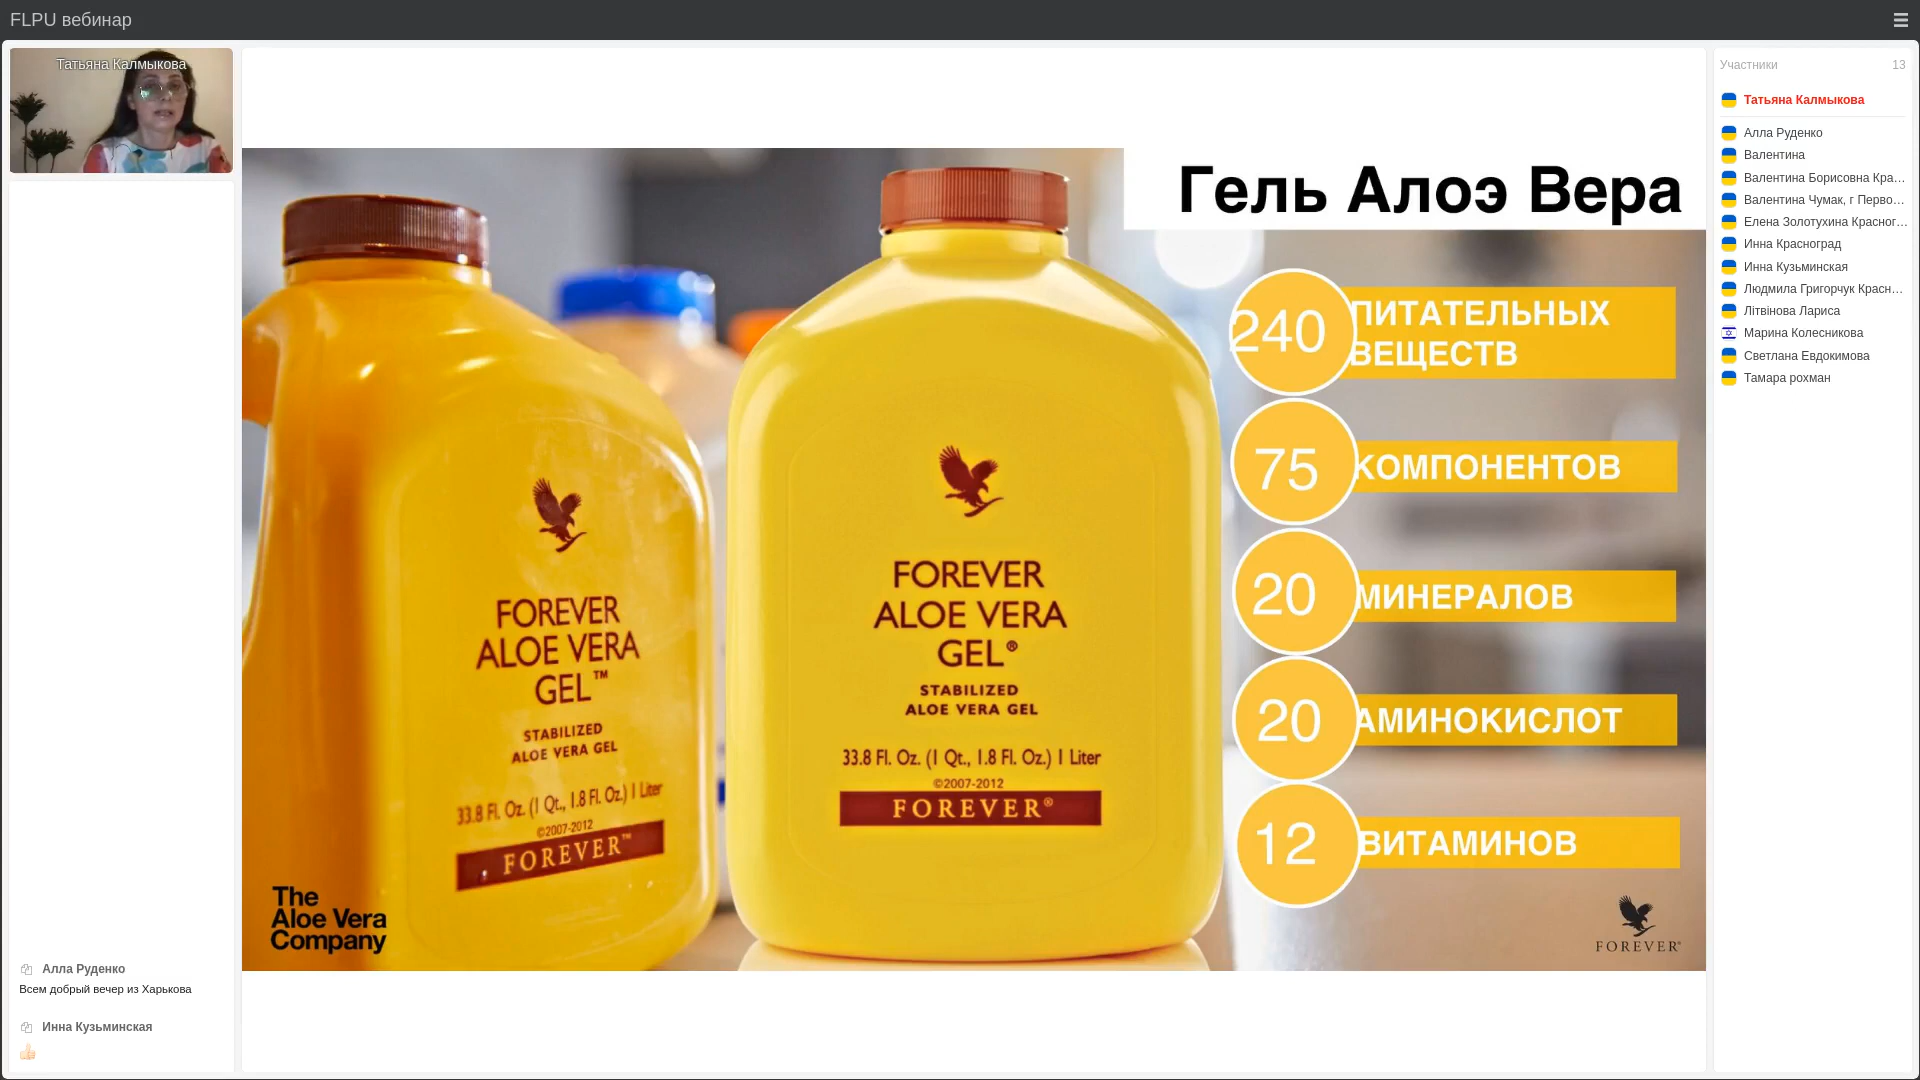 FLPU вебинар
Татьяна Калмыкова
Алла Руденко
Всем добрый вечер из Харькова
Инна Кузьминская
Гель Алоэ Вера
240 ПИТАТЕЛЬНЫХ
ВЕЩЕСТВ
75 КОМПОНЕНТОВ
20 МИНЕРАЛОВ
20 АМИНОКИСЛОТ
12 ВИТАМИНОВ
FOREVER
ALOE VERA
GEL™
STABILIZED
ALOE VERA GEL
33.8 Fl. Oz. (1 Qt., 1.8 Fl. Oz.) 1 Liter
©2007-2012
FOREVER™
FOREVER
ALOE VERA
GEL®
STABILIZED
ALOE VERA GEL
33.8 Fl. Oz. (1 Qt., 1.8 Fl. Oz.) 1 Liter
©2007-2012
FOREVER®
The
Aloe Vera
Company
FOREVER®
Участники 13
Татьяна Калмыкова
Алла Руденко
Валентина
Валентина Борисовна Кра...
Валентина Чумак, г Перво...
Елена Золотухина Красног...
Инна Красноград
Инна Кузьминская
Людмила Григорчук Красн...
Літвінова Лариса
Марина Колесникова
Светлана Евдокимова
Тамара рохман